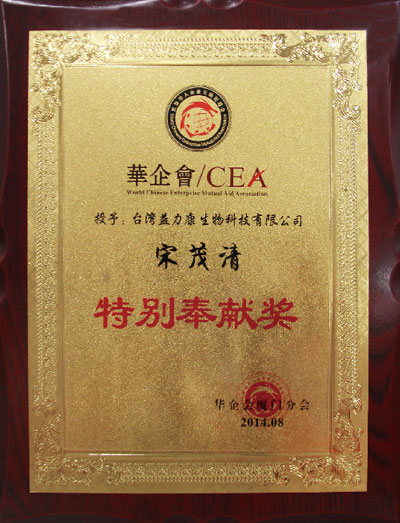 華企會/CEA
World Chinese Enterprise Mutual Aid Association
授予：台湾益力康生物科技有限公司
宋茂清
特别奉献奖
华企会厦门分会
2014.08